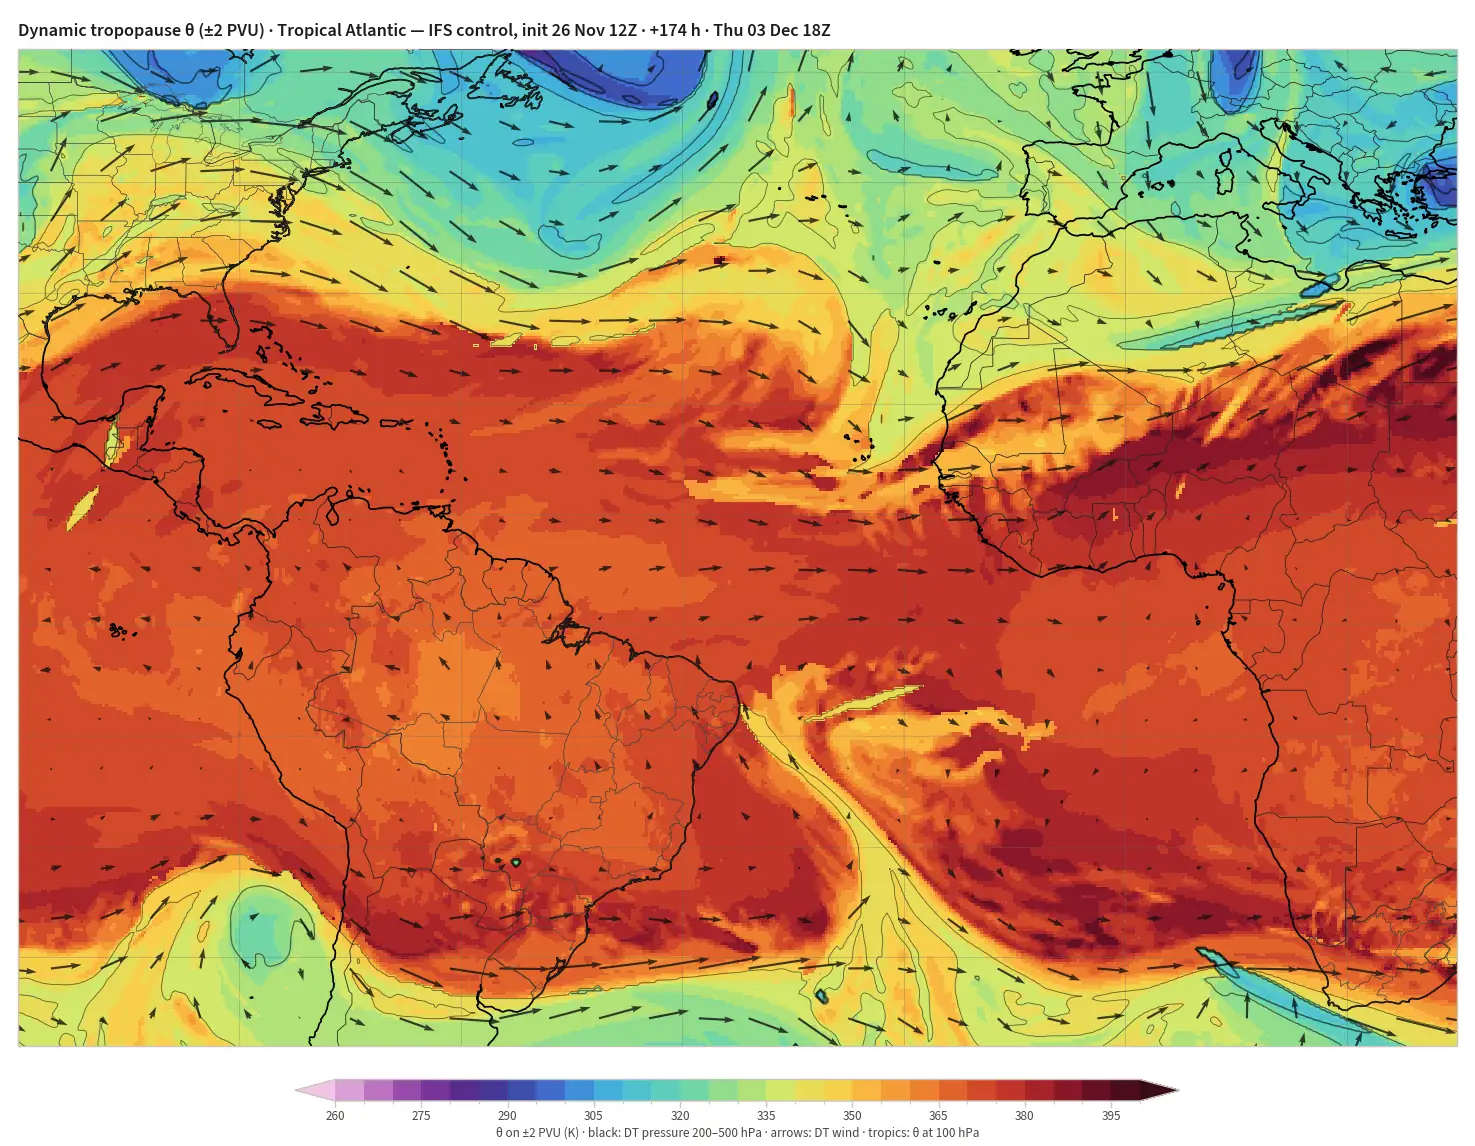 Dynamic tropopause θ (±2 PVU) · Tropical Atlantic — IFS control, init 26 Nov 12Z · +174 h · Thu 03 Dec 18Z
260 275 290 305 320 335 350 365 380 395
θ on ±2 PVU (K) · black: DT pressure 200–500 hPa · arrows: DT wind · tropics: θ at 100 hPa